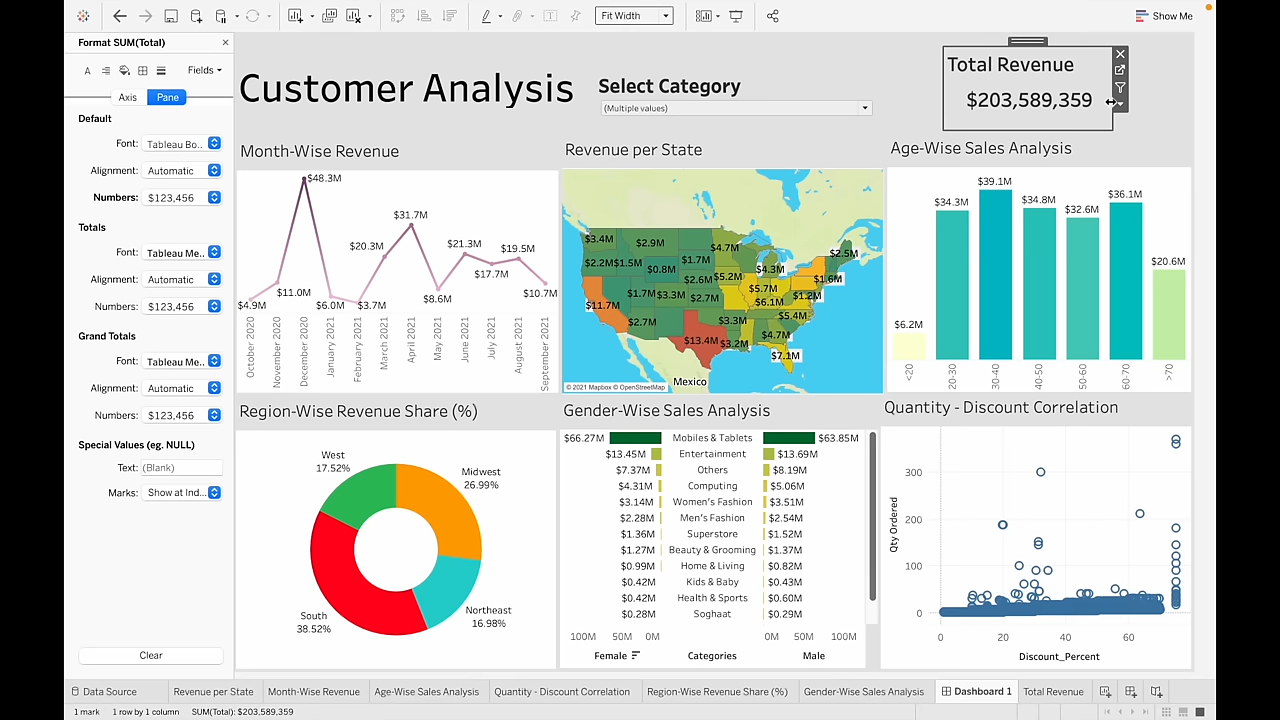 Fit Width
Show Me
Format SUM(Total)
Fields
Axis
Pane
Default
Font:
Tableau Bo..
Alignment:
Automatic
Numbers:
$123,456
Totals
Font:
Tableau Me..
Alignment:
Automatic
Numbers:
$123,456
Grand Totals
Font:
Tableau Me..
Alignment:
Automatic
Numbers:
$123,456
Special Values (eg. NULL)
Text:
(Blank)
Marks:
Show at Ind...
Clear
Customer Analysis
Select Category
(Multiple values)
Total Revenue
$203,589,359
Month-Wise Revenue
$48.3M
$31.7M
$20.3M
$21.3M
$19.5M
$17.7M
$11.0M
$4.9M
$6.0M
$3.7M
$8.6M
$10.7M
October 2020
November 2020
December 2020
January 2021
February 2021
March 2021
April 2021
May 2021
June 2021
July 2021
August 2021
September 2021
Revenue per State
$3.4M
$2.9M
$4.7M
$2.5M
$2.2M
$1.5M
$0.8M
$1.7M
$4.3M
$5.2M
$2.6M
$1.6M
$11.7M
$1.7M
$3.3M
$2.7M
$5.7M
$6.1M
$1.2M
$2.7M
$3.3M
$5.4M
$13.4M
$3.2M
$4.7M
$7.1M
Mexico
© 2021 Mapbox © OpenStreetMap
Age-Wise Sales Analysis
$6.2M
$34.3M
$39.1M
$34.8M
$32.6M
$36.1M
$20.6M
<20
20-30
30-40
40-50
50-60
60-70
>70
Region-Wise Revenue Share (%)
West
17.52%
Midwest
26.99%
South
38.52%
Northeast
16.98%
Gender-Wise Sales Analysis
$66.27M Mobiles & Tablets $63.85M
$13.45M Entertainment $13.69M
$7.37M Others $8.19M
$4.31M Computing $5.06M
$3.14M Women's Fashion $3.51M
$2.28M Men's Fashion $2.54M
$1.36M Superstore $1.52M
$1.27M Beauty & Grooming $1.37M
$0.99M Home & Living $0.82M
$0.42M Kids & Baby $0.43M
$0.42M Health & Sports $0.60M
$0.28M Soghaat $0.29M
100M 50M 0M 0M 50M 100M
Female Categories Male
Quantity - Discount Correlation
Qty Ordered
300
200
100
0
0 20 40 60
Discount_Percent
Data Source
Revenue per State
Month-Wise Revenue
Age-Wise Sales Analysis
Quantity - Discount Correlation
Region-Wise Revenue Share (%)
Gender-Wise Sales Analysis
Dashboard 1
Total Revenue
1 mark 1 row by 1 column SUM(Total): $203,589,359